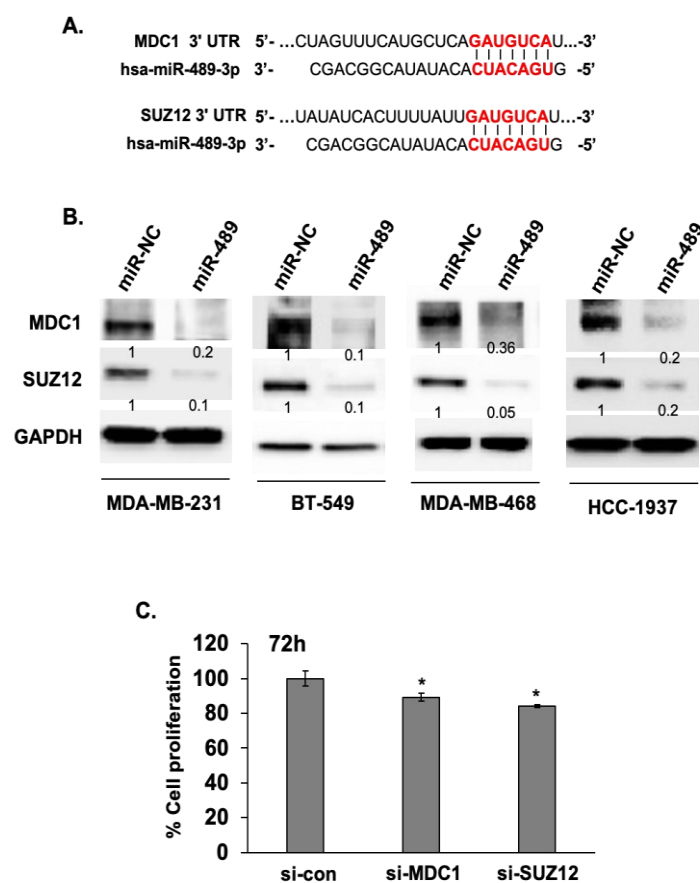 A.
MDC1 3' UTR 5'- ...CUAGUUUCAUGCUCAGAUGUCAU...-3'
hsa-miR-489-3p 3'- CGACGGCAUAUACACUACAGUG -5'
SUZ12 3' UTR 5'- ...UAUAUCACUUUUAUUGAUGUCAU...-3'
hsa-miR-489-3p 3'- CGACGGCAUAUACACUACAGUG -5'
B.
miR-NC miR-489 miR-NC miR-489 miR-NC miR-489 miR-NC miR-489
MDC1
1 0.2 1 0.1 1 0.36 1 0.2
SUZ12
1 0.1 1 0.1 1 0.05 1 0.2
GAPDH
MDA-MB-231 BT-549 MDA-MB-468 HCC-1937
C.
72h
% Cell proliferation
120
100
80
60
40
20
0
* *
si-con si-MDC1 si-SUZ12